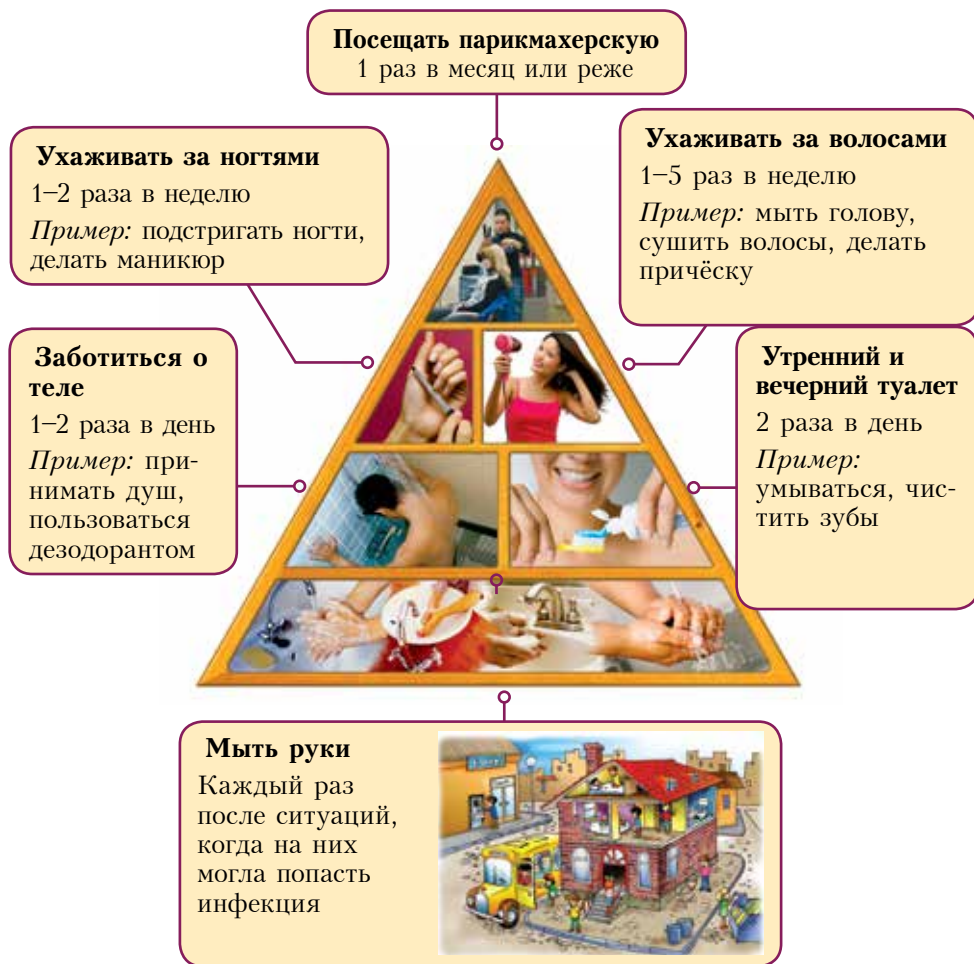 Посещать парикмахерскую
1 раз в месяц или реже
Ухаживать за ногтями
1–2 раза в неделю
Пример: подстригать ногти,
делать маникюр
Ухаживать за волосами
1–5 раз в неделю
Пример: мыть голову,
сушить волосы, делать
причёску
Заботиться о
теле
1–2 раза в день
Пример: при-
нимать душ,
пользоваться
дезодорантом
Утренний и
вечерний туалет
2 раза в день
Пример:
умываться, чис-
тить зубы
Мыть руки
Каждый раз
после ситуаций,
когда на них
могла попасть
инфекция